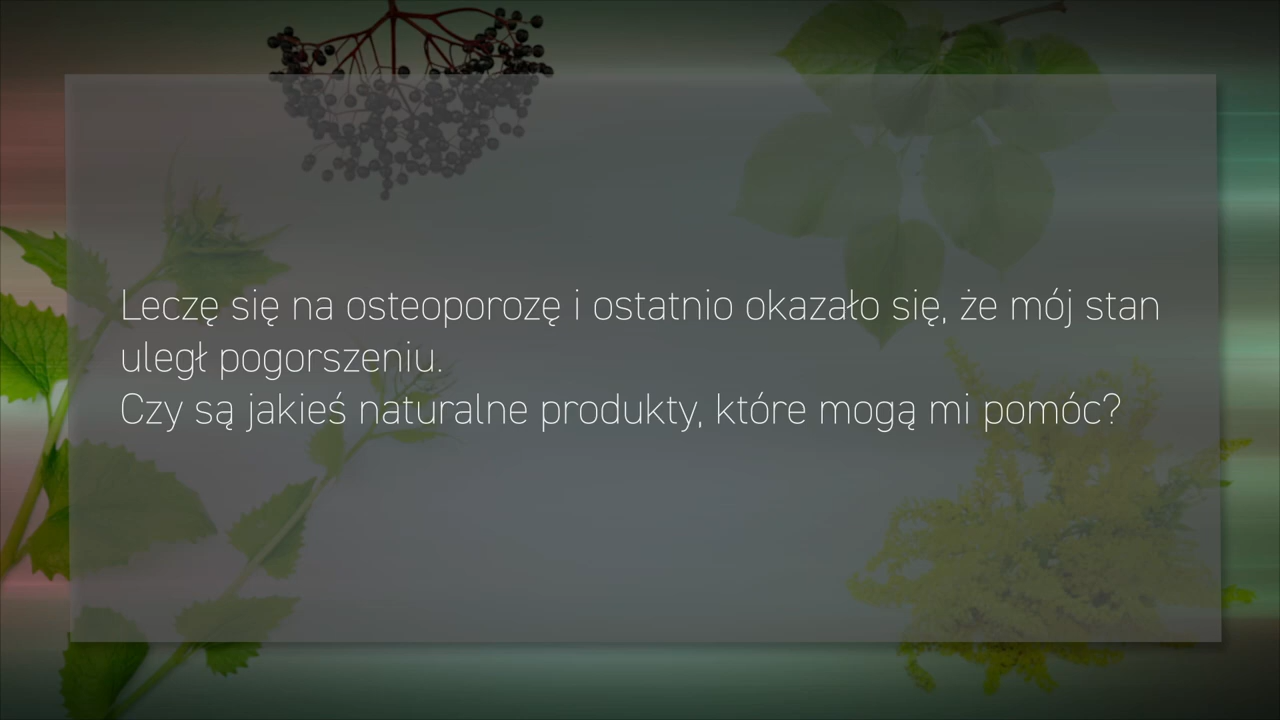 Leczę się na osteoporozę i ostatnio okazało się, że mój stan
uległ pogorszeniu.
Czy są jakieś naturalne produkty, które mogą mi pomóc?